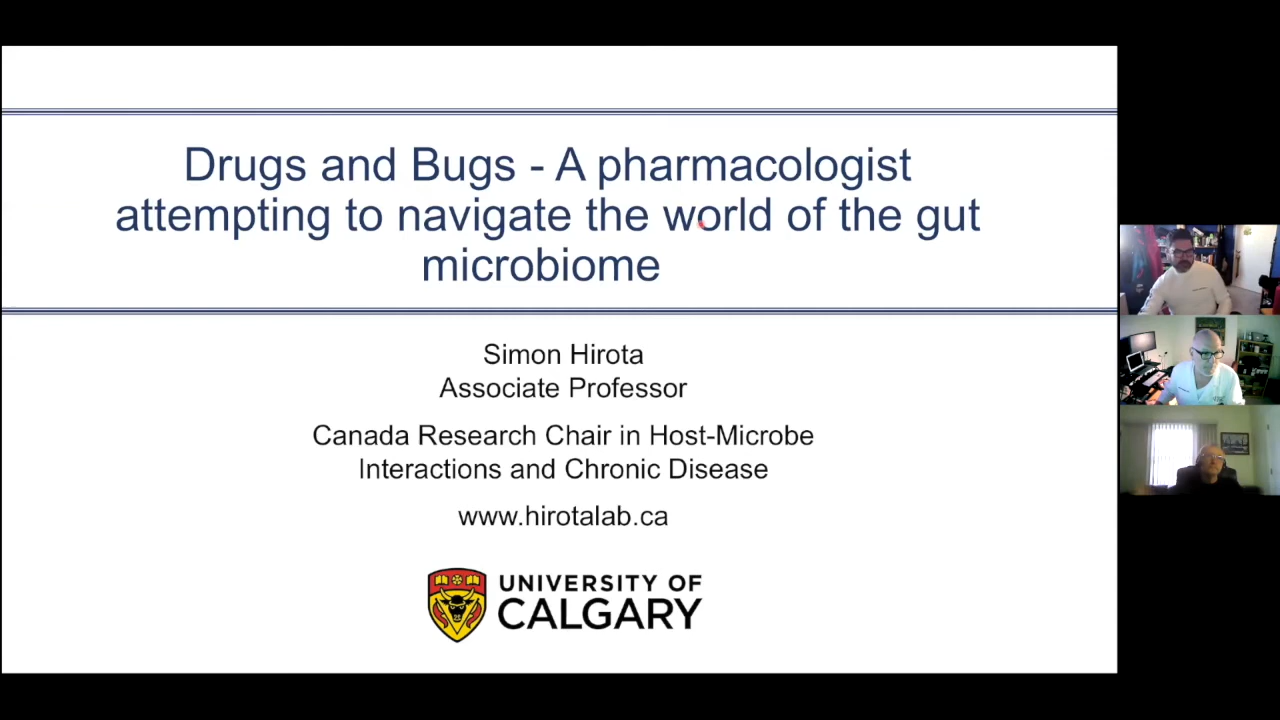 Drugs and Bugs - A pharmacologist
attempting to navigate the world of the gut
microbiome
Simon Hirota
Associate Professor
Canada Research Chair in Host-Microbe
Interactions and Chronic Disease
www.hirotalab.ca
UNIVERSITY OF
CALGARY